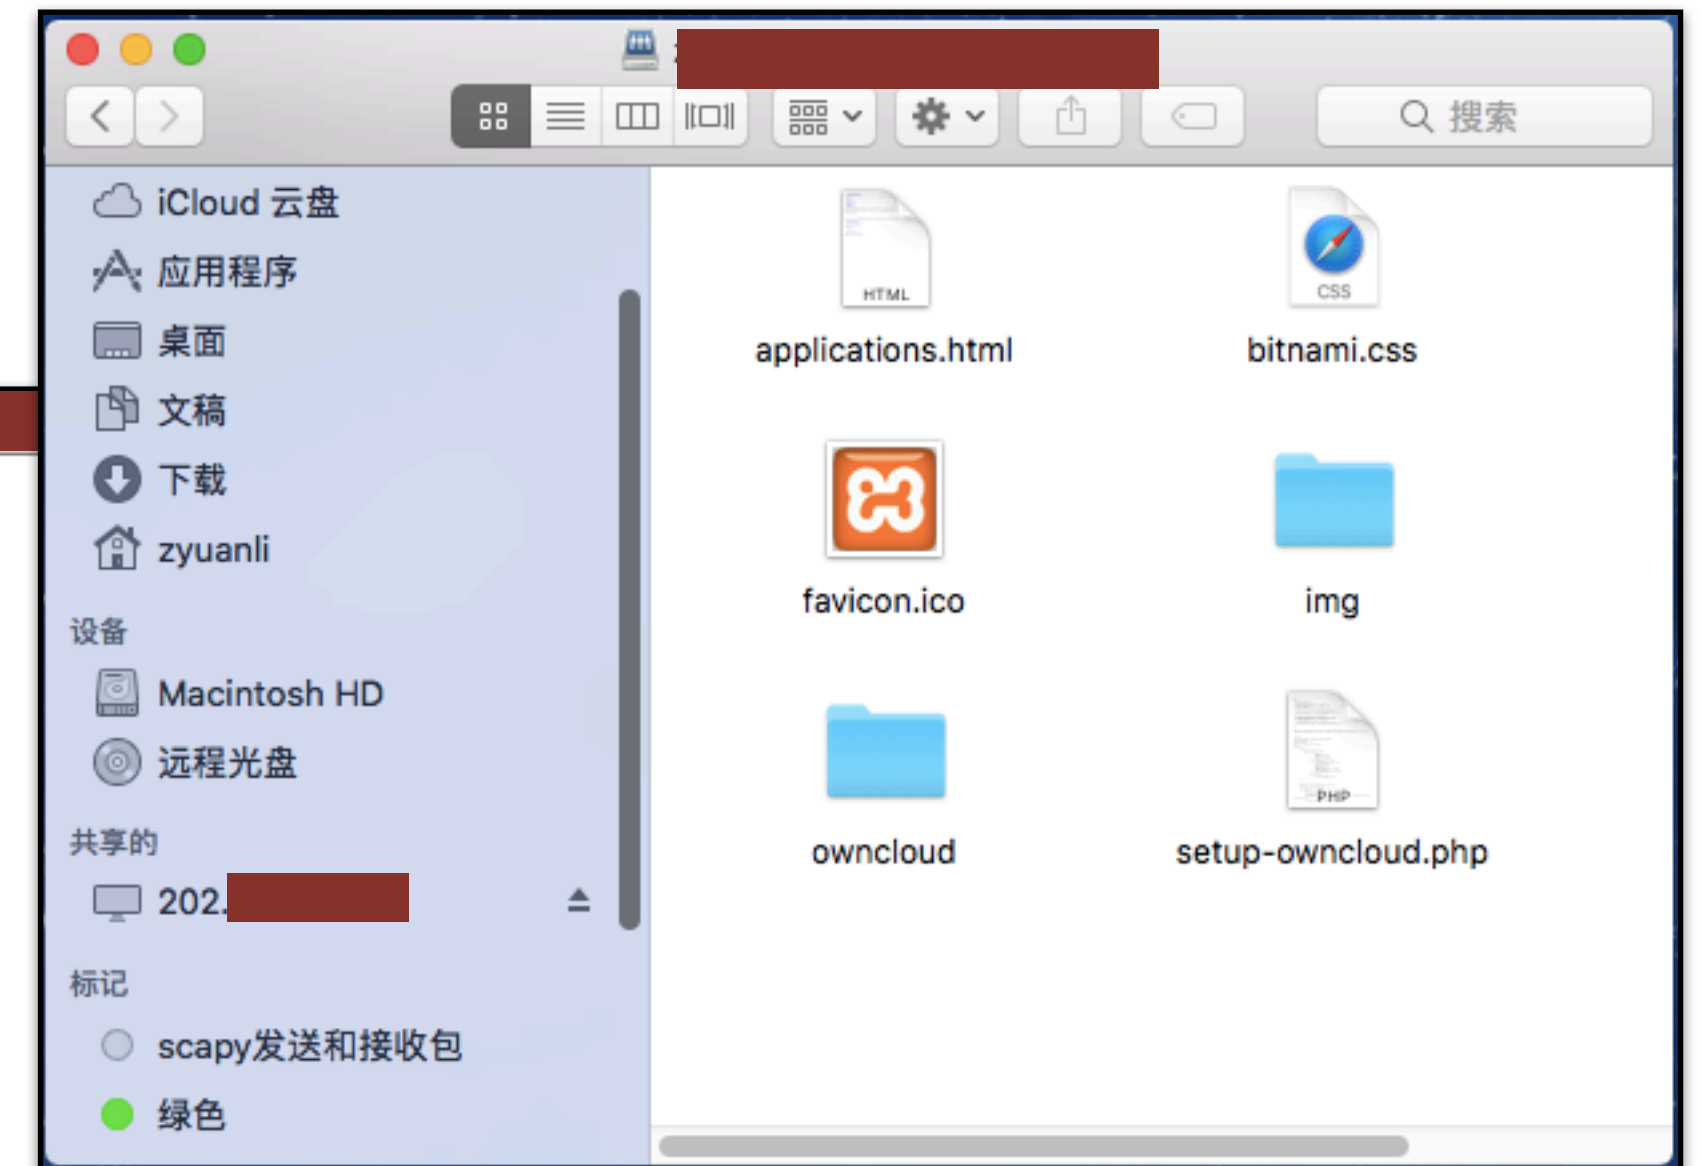 搜索
iCloud 云盘
应用程序
桌面
文稿
下载
zyuanli
设备
Macintosh HD
远程光盘
共享的
202.
标记
scapy发送和接收包
绿色
HTML
applications.html
CSS
bitnami.css
favicon.ico
img
owncloud
PHP
setup-owncloud.php